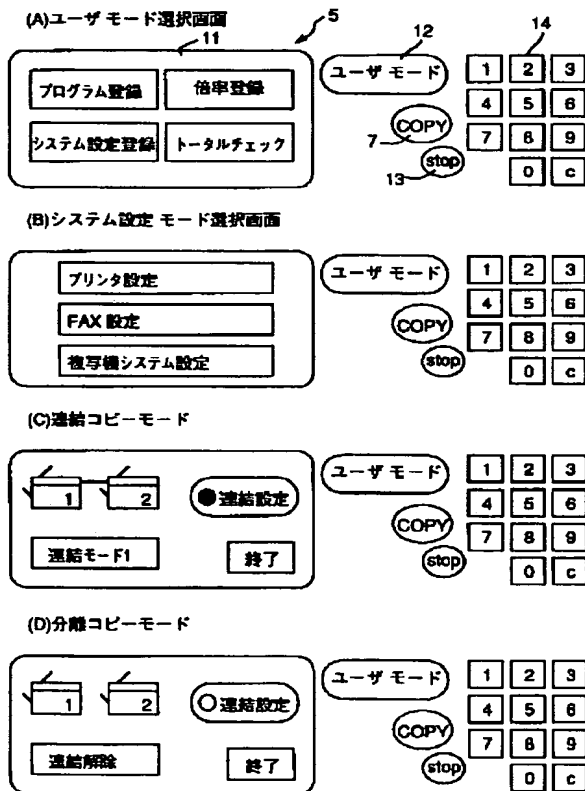 (A)ユーザ モード選択画面
11
5
プログラム登録
倍率登録
システム設定登録
トータルチェック
12
ユーザ モード
COPY
7
stop
13
14
1 2 3
4 5 6
7 8 9
0 c
(B)システム設定 モード選択画面
プリンタ設定
FAX 設定
複写機システム設定
ユーザ モード
COPY
stop
1 2 3
4 5 6
7 8 9
0 c
(C)連結コピーモード
1
2
連結設定
連結モード1
終了
ユーザ モード
COPY
stop
1 2 3
4 5 6
7 8 9
0 c
(D)分離コピーモード
1
2
連結設定
連結解除
終了
ユーザ モード
COPY
stop
1 2 3
4 5 6
7 8 9
0 c